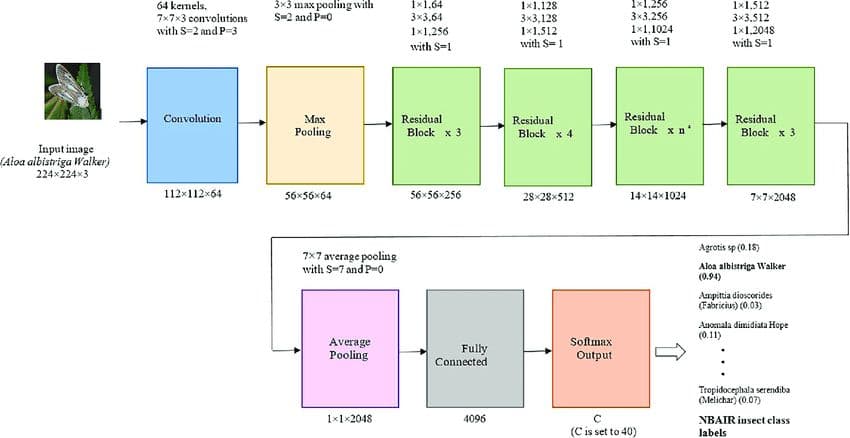 64 kernels,
7×7×3 convolutions
with S=2 and P=3
3×3 max pooling with
S=2 and P=0
1×1,64
3×3,64
1×1,256
with S=1
1×1,128
3×3,128
1×1,512
with S= 1
1×1,256
3×3,256
1×1,1024
with S=1
1×1,512
3×3,512
1×1,2048
with S=1
Input image
(Aloa albistriga Walker)
224×224×3
Convolution
112×112×64
Max
Pooling
56×56×64
Residual
Block x 3
56×56×256
Residual
Block x 4
28×28×512
Residual
Block x n*
14×14×1024
Residual
Block x 3
7×7×2048
7×7 average pooling
with S=7 and P=0
Average
Pooling
1×1×2048
Fully
Connected
4096
Softmax
Output
C
(C is set to 40)
Agrotis sp (0.18)
Aloa albistriga Walker
(0.94)
Ampittia dioscorides
(Fabricius) (0.03)
Anomala dimidiata Hope
(0.11)
Tropidocephala serendiba
(Melichar) (0.07)
NBAIR insect class
labels